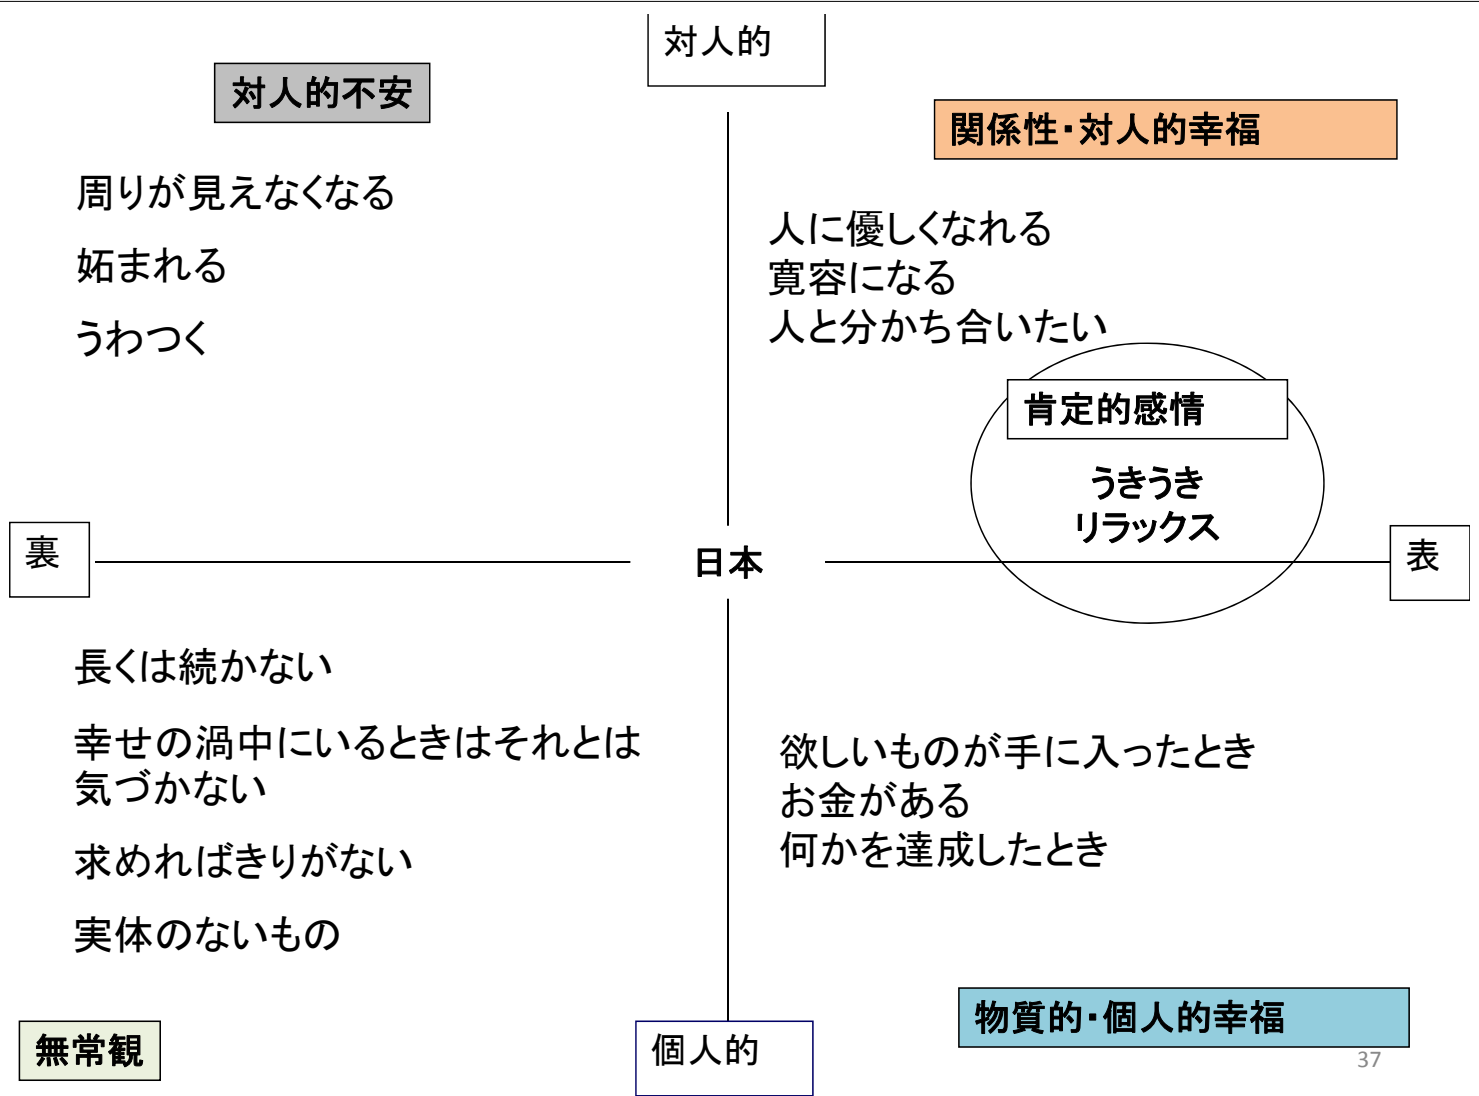 対人的
対人的不安
関係性・対人的幸福
周りが見えなくなる
妬まれる
うわつく
人に優しくなれる
寛容になる
人と分かち合いたい
肯定的感情
うきうき
リラックス
裏
日本
表
長くは続かない
幸せの渦中にいるときはそれとは
気づかない
求めればきりがない
実体のないもの
欲しいものが手に入ったとき
お金がある
何かを達成したとき
無常観
個人的
物質的・個人的幸福
37